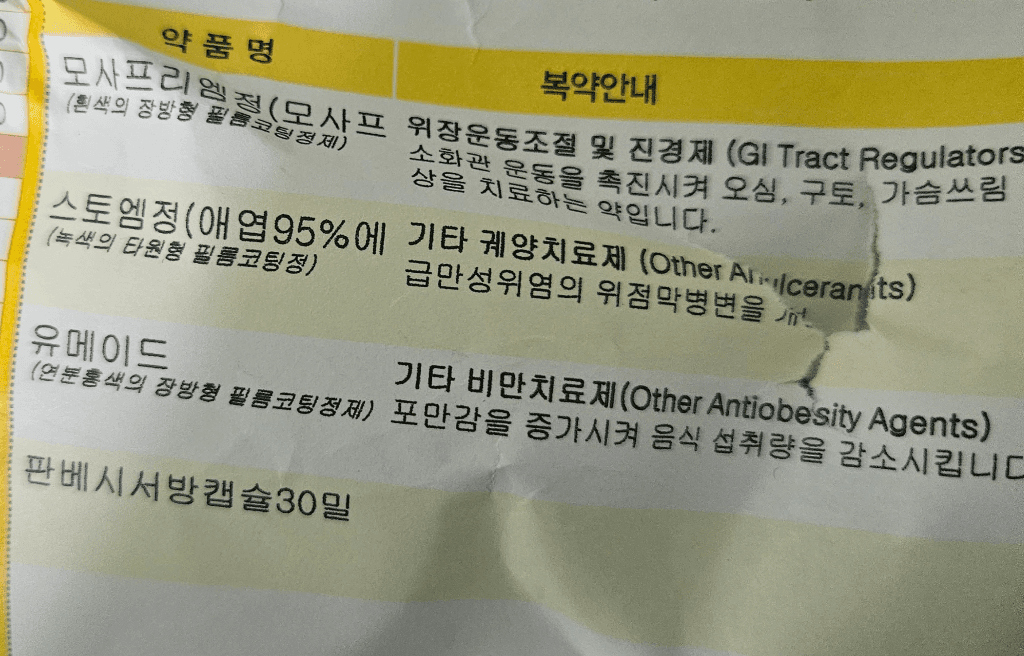 약 품 명
복약안내
모사프리엠정(모사프
(흰색의 장방형 필름코팅정제)
위장운동조절 및 진경제 (GI Tract Regulators
소화관 운동을 촉진시켜 오심, 구토, 가슴쓰림
상을 치료하는 약입니다.
스토엠정(애엽95%에
(녹색의 타원형 필름코팅정)
기타 궤양치료제 (Other
급만성위염의 위점막병변을
유메이드
(연분홍색의 장방형 필름코팅정제)
기타 비만치료제(Other Antiobesity Agents)
포만감을 증가시켜 음식 섭취량을 감소시킵니다
판베시서방캡슐30밀